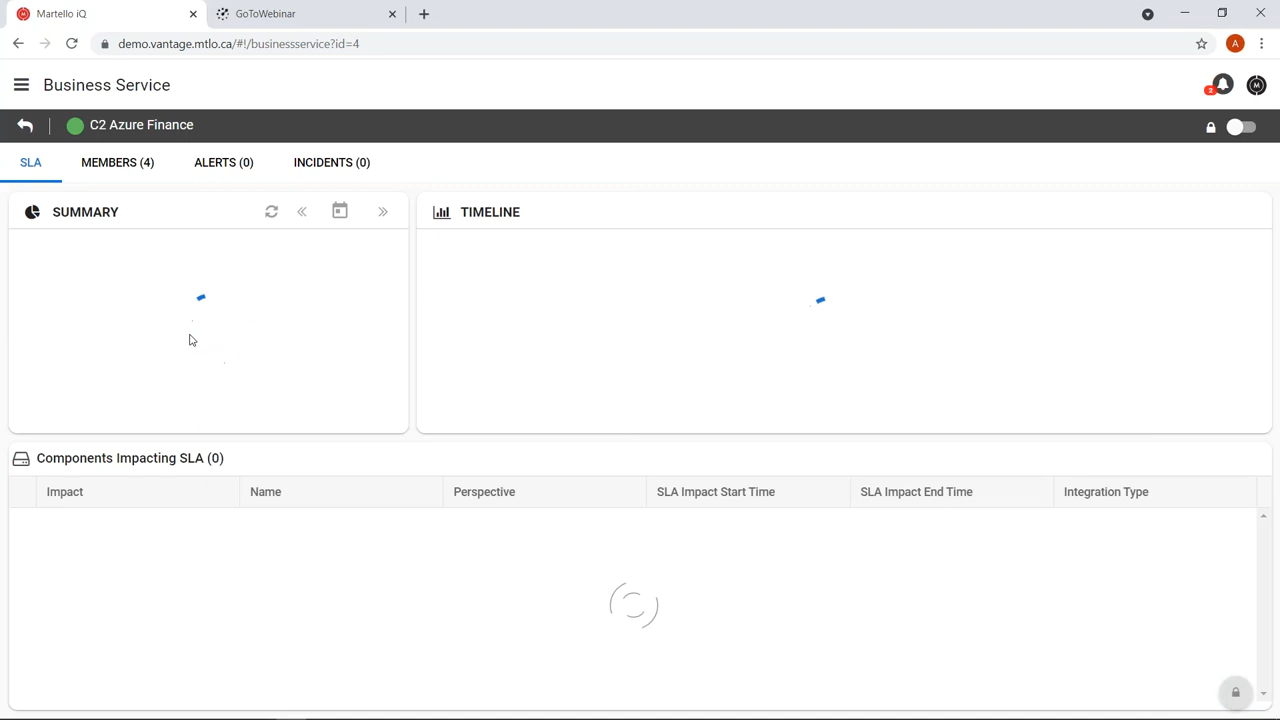 Martello iQ
GoToWebinar
demo.vantage.mtlo.ca/#!/businessservice?id=4
A
Business Service
2
M
C2 Azure Finance
SLA
MEMBERS (4)
ALERTS (0)
INCIDENTS (0)
SUMMARY
TIMELINE
Components Impacting SLA (0)
Impact
Name
Perspective
SLA Impact Start Time
SLA Impact End Time
Integration Type